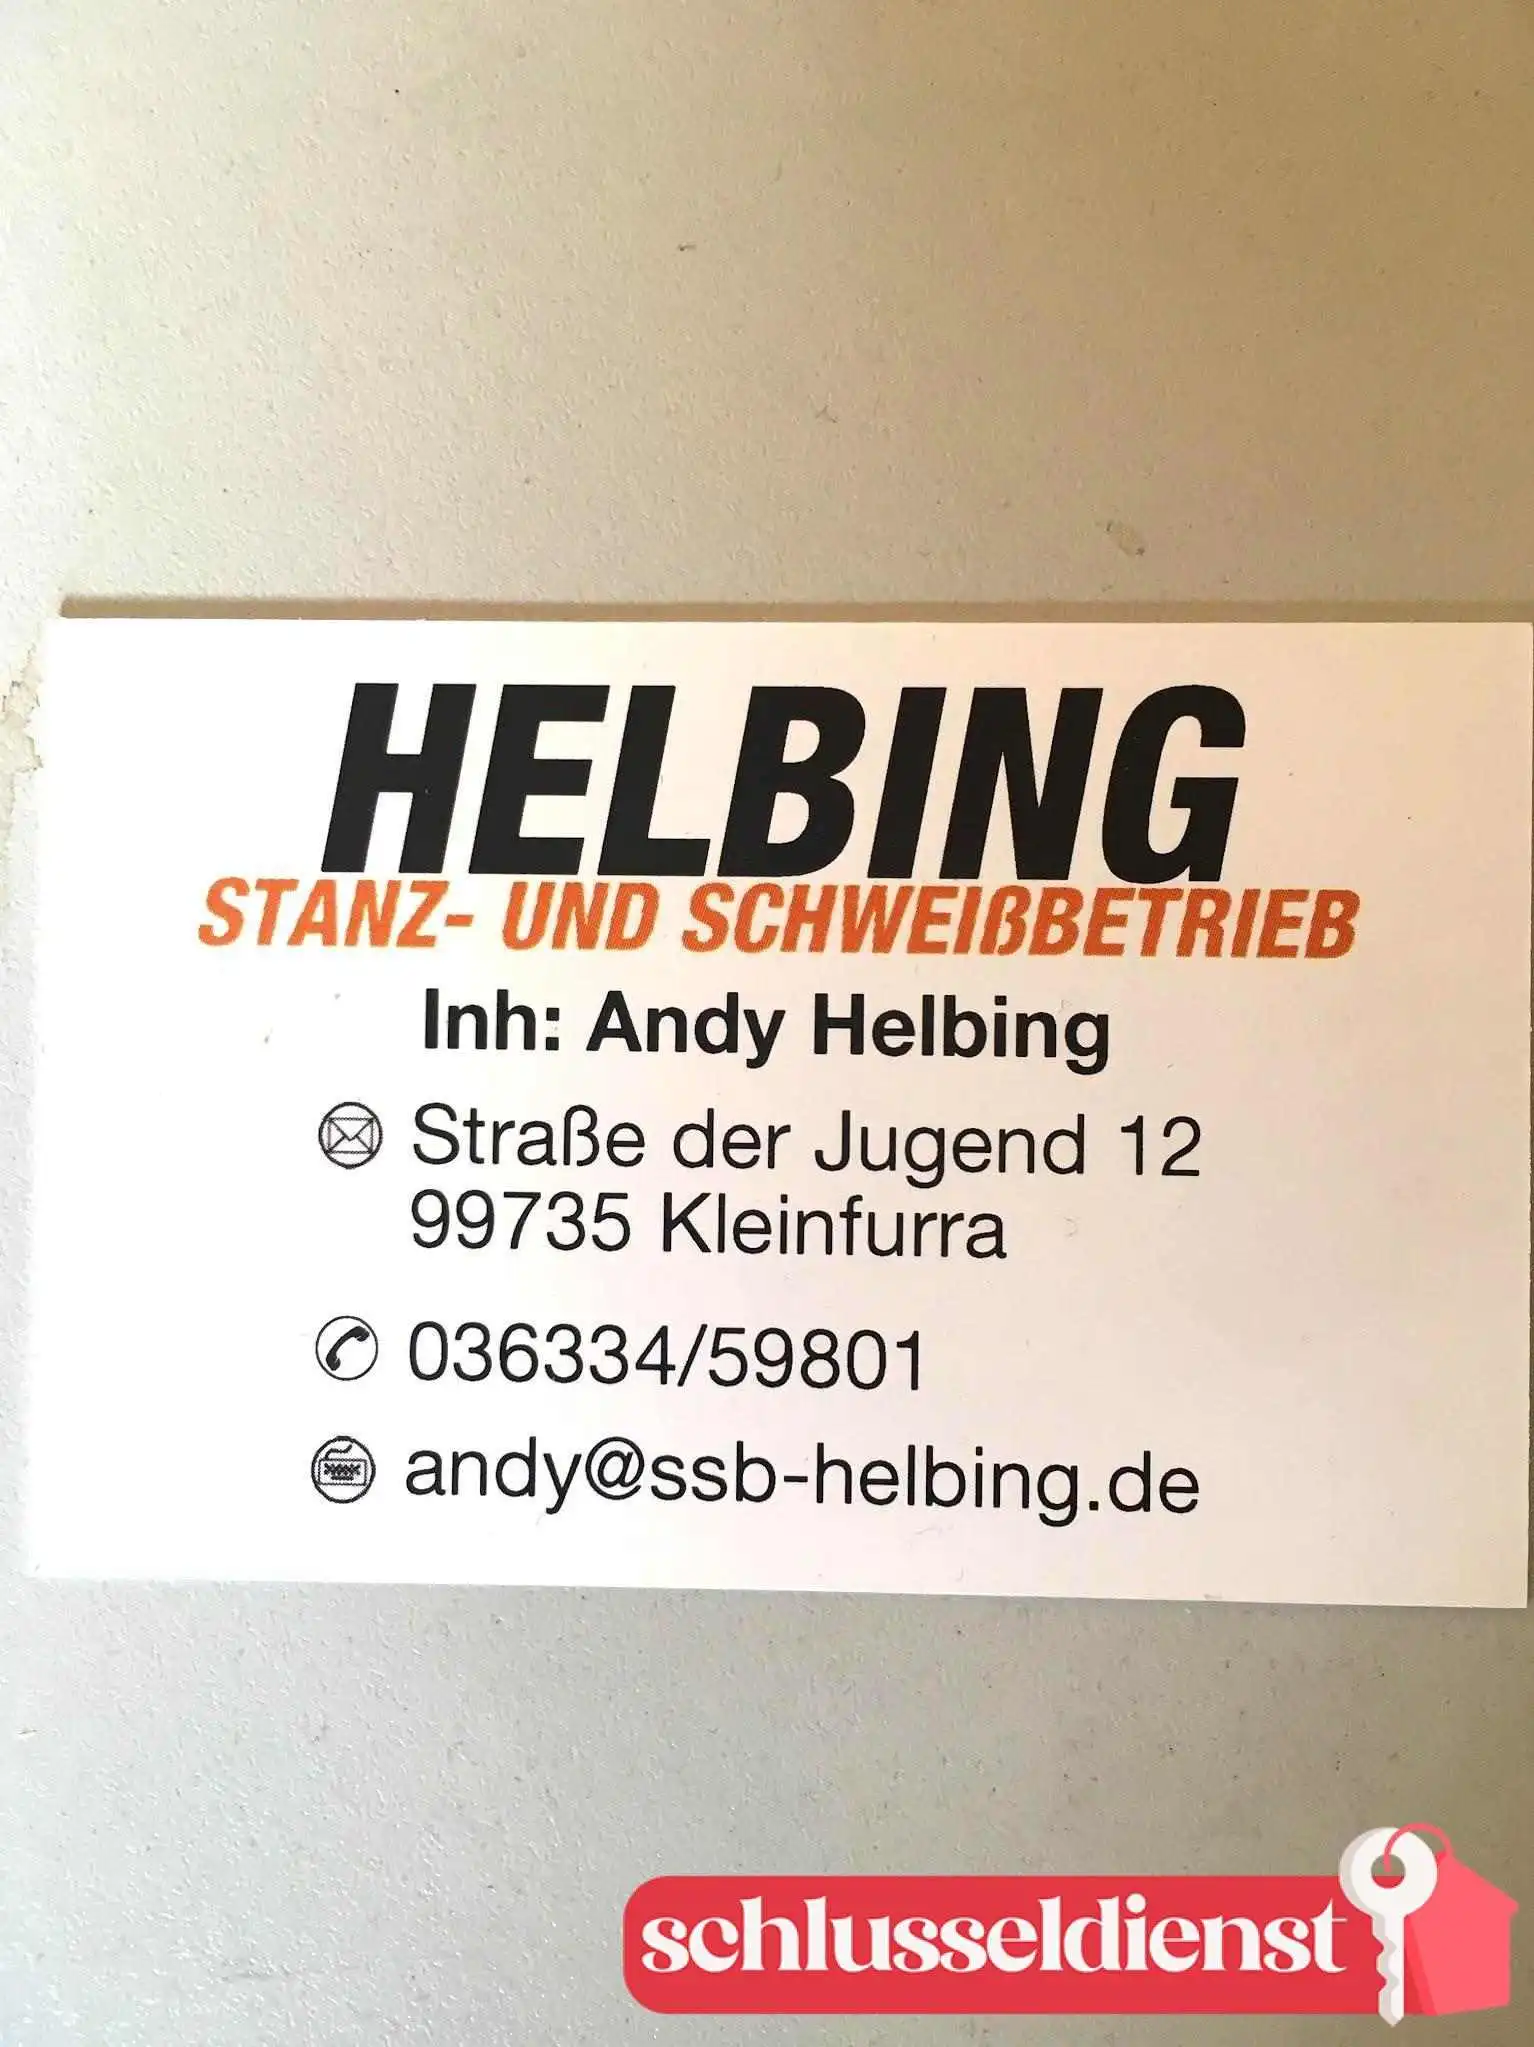 HELBING
STANZ- UND SCHWEIßBETRIEB
Inh: Andy Helbing
Straße der Jugend 12
99735 Kleinfurra
036334/59801
andy@ssb-helbing.de
schlusseldienst